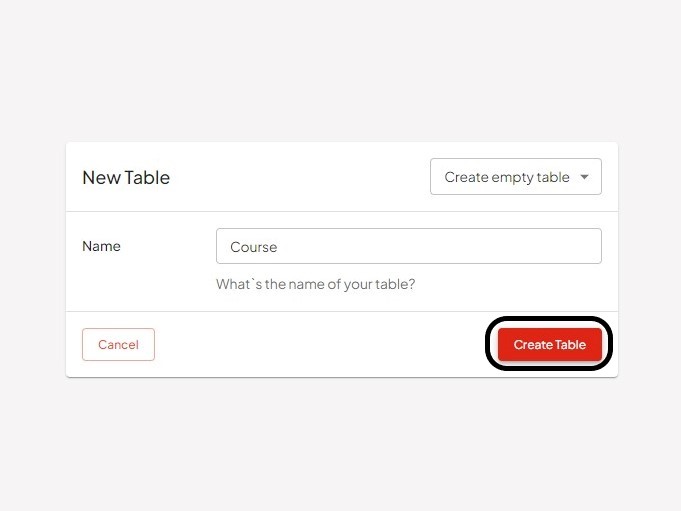 New Table
Create empty table
Name
Course
What`s the name of your table?
Cancel
Create Table